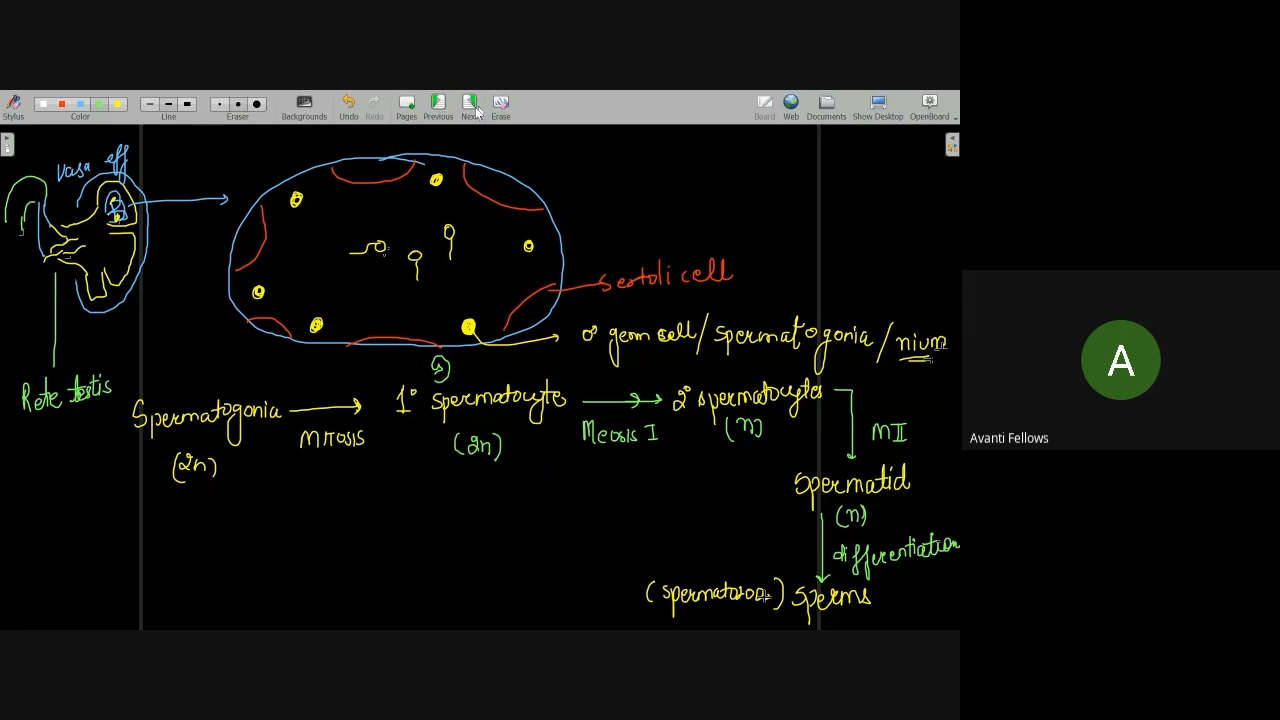 Stylus
Color
Line
Eraser
Backgrounds
Undo
Redo
Pages
Previous
Next
Erase
Board
Web
Documents
Show Desktop
OpenBoard
vasa eff
Sertoli cell
♂ germ cell/spermatogonia/nium
Rete testis
Spermatogonia
Mitosis
1° spermatocyte
Meosis I
2° spermatocytes
(2n)
(2n)
(n)
MII
Spermatid
(n)
differentiation
(spermatozoa) sperms
A
Avanti Fellows